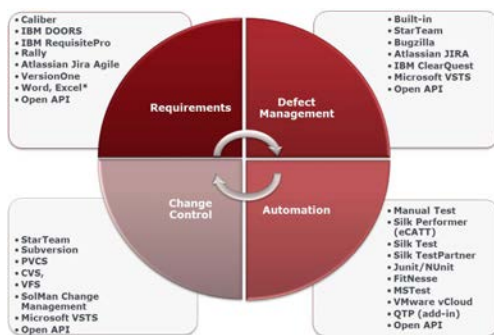 • Caliber
• IBM DOORS
• IBM RequisitePro
• Rally
• Atlassian Jira Agile
• VersionOne
• Word, Excel*
• Open API
• Built-in
• StarTeam
• Bugzilla
• Atlassian JIRA
• IBM ClearQuest
• Microsoft VSTS
• Open API
Requirements
Defect
Management
Change
Control
Automation
• StarTeam
• Subversion
• PVCS
• CVS,
• VFS
• SolMan Change
Management
• Microsoft VSTS
• Open API
• Manual Test
• Silk Performer
(eCATT)
• Silk Test
• Silk TestPartner
• Junit/NUnit
• FitNesse
• MSTest
• VMware vCloud
• QTP (add-in)
• Open API